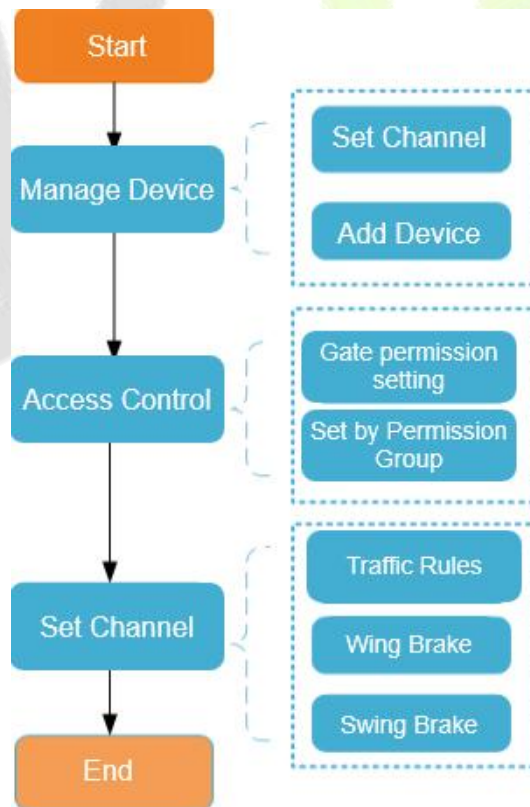 Start
Manage Device
Set Channel
Add Device
Access Control
Gate permission
setting
Set by Permission
Group
Set Channel
Traffic Rules
Wing Brake
Swing Brake
End